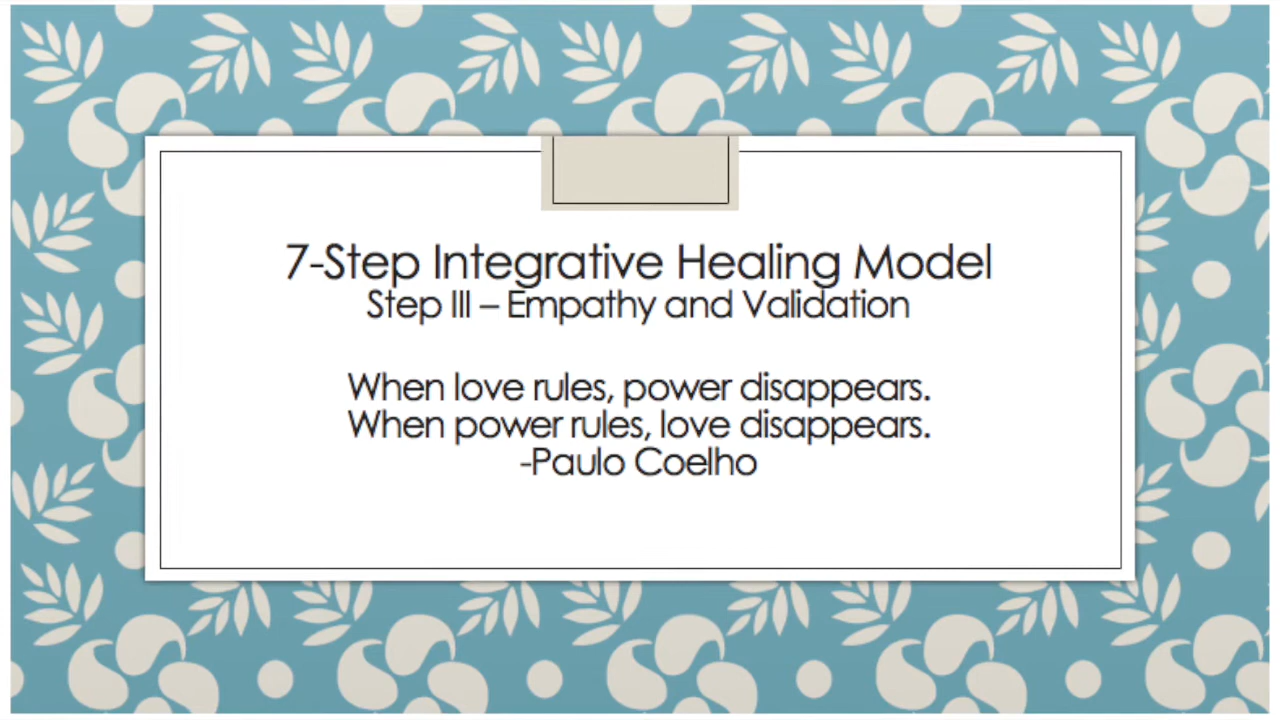 7-Step Integrative Healing Model
Step III – Empathy and Validation
When love rules, power disappears.
When power rules, love disappears.
-Paulo Coelho